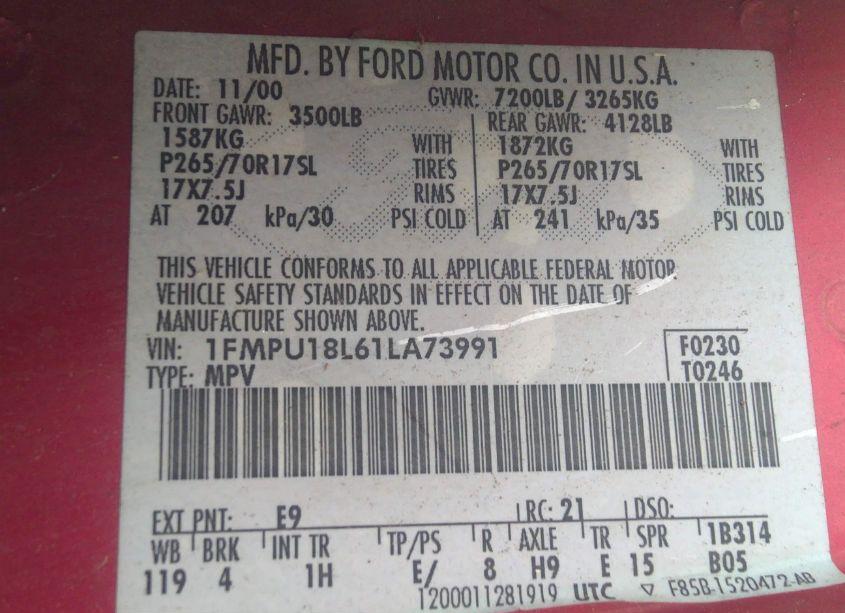 MFD. BY FORD MOTOR CO. IN U.S.A.
DATE: 11/00 GVWR: 7200LB/ 3265KG
FRONT GAWR: 3500LB REAR GAWR: 4128LB
1587KG WITH 1872KG WITH
P265/70R17SL TIRES P265/70R17SL TIRES
17X7.5J RIMS 17X7.5J RIMS
AT 207 kPa/30 PSI COLD AT 241 kPa/35 PSI COLD
THIS VEHICLE CONFORMS TO ALL APPLICABLE FEDERAL MOTOR
VEHICLE SAFETY STANDARDS IN EFFECT ON THE DATE OF
MANUFACTURE SHOWN ABOVE.
VIN: 1FMPU18L61LA73991 F0230
TYPE: MPV T0246
EXT PNT: E9 RC: 21 DSO:
WB BRK INT TR TP/PS R AXLE TR SPR 1B314
119 4 1H E/ 8 H9 E 15 B05
1200011281919 UTC ▽ F85B-1520472-AB